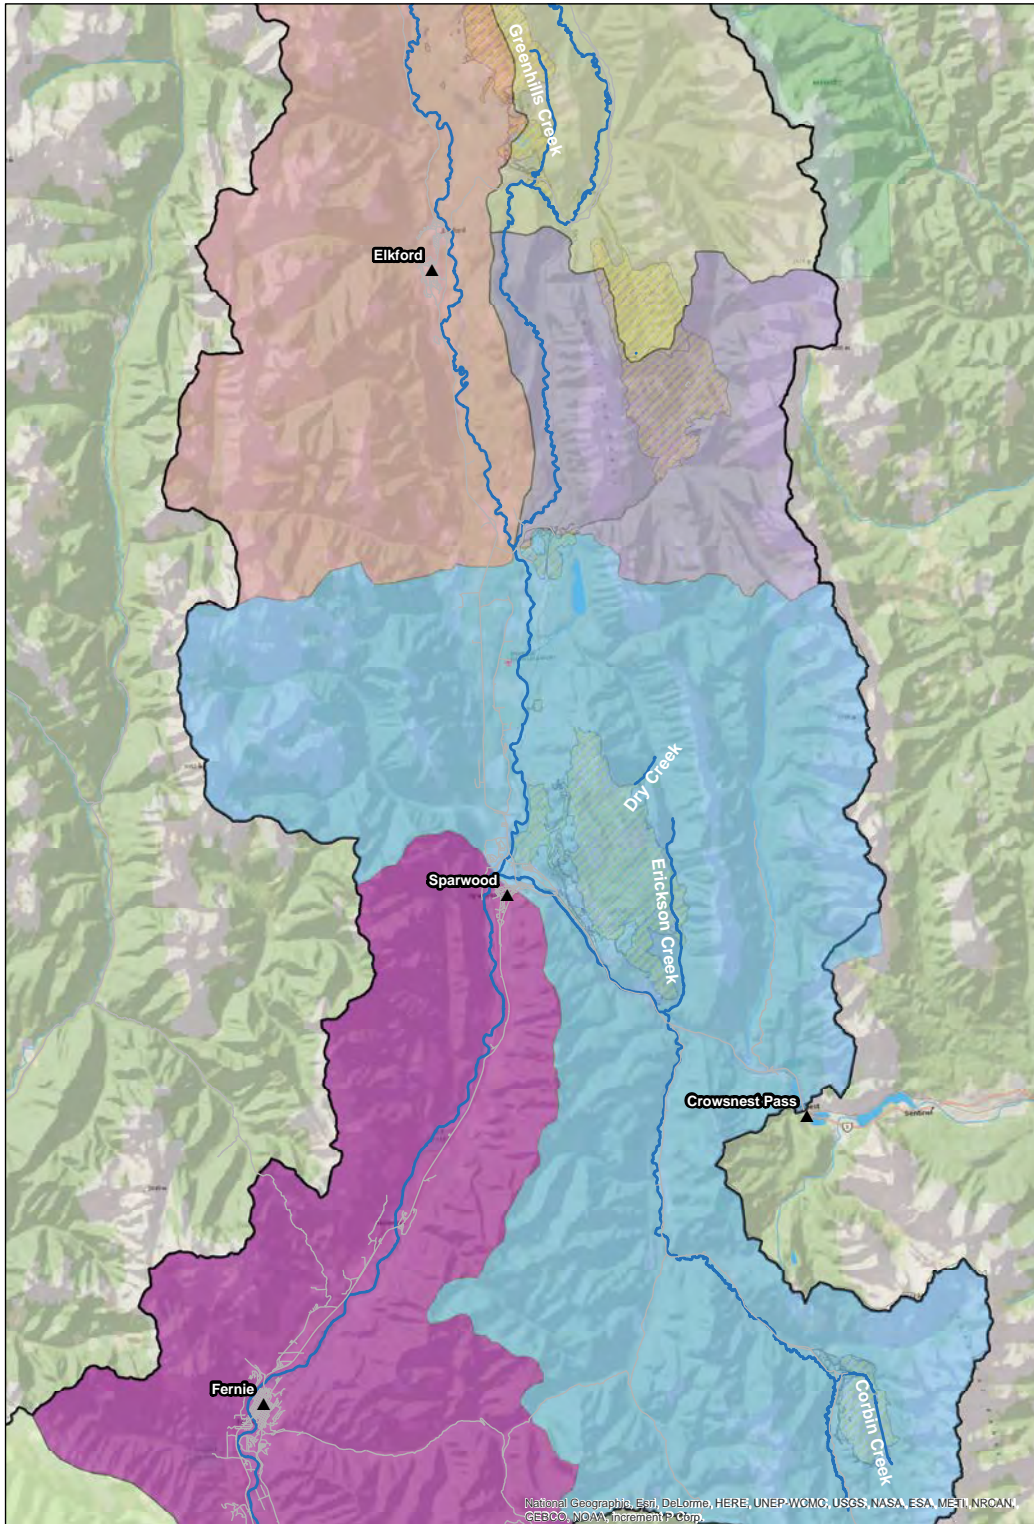 Greenhills Creek
Elkford
Dry Creek
Erickson Creek
Sparwood
Crowsnest Pass
Sentinel
Fernie
Corbin Creek
National Geographic, Esri, DeLorme, HERE, UNEP-WCMC, USGS, NASA, ESA, METI, NRCAN,
GEBCO, NOAA, increment P Corp.